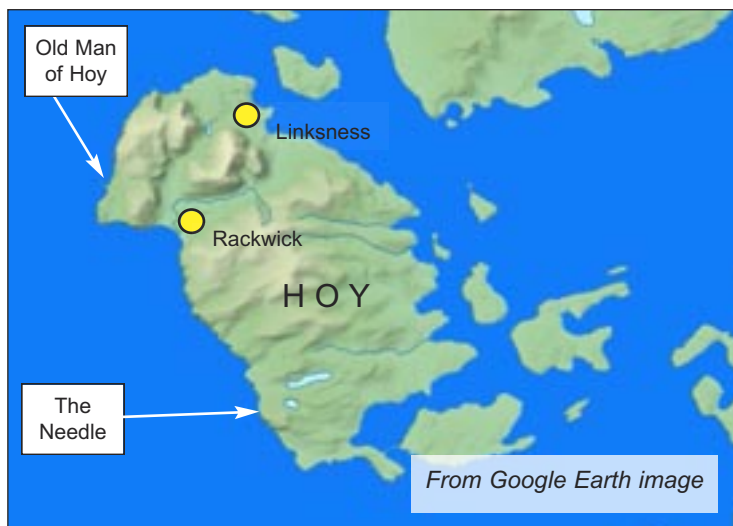 Old Man
of Hoy
Linksness
Rackwick
H O Y
The
Needle
From Google Earth image